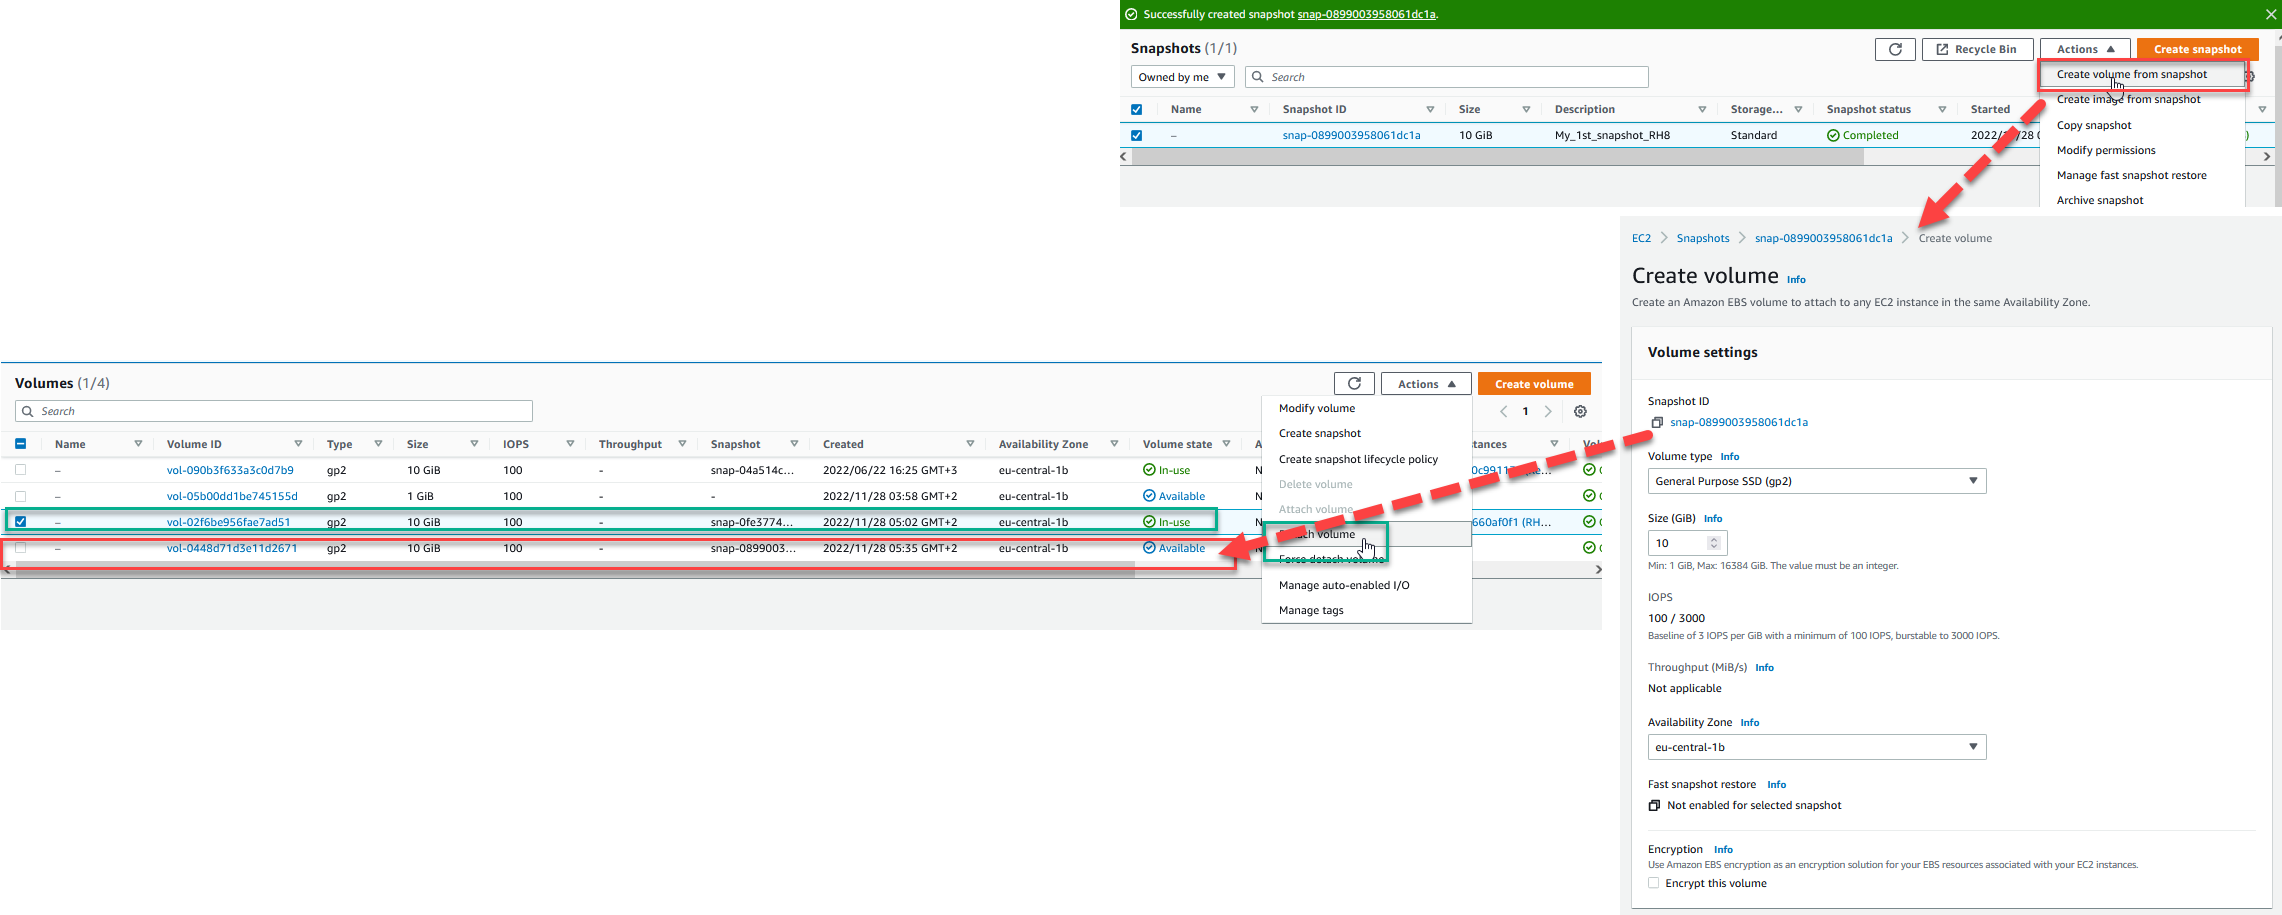 Successfully created snapshot snap-0899003958061dc1a.
Snapshots (1/1)
Recycle Bin
Actions
Create snapshot
Owned by me
Search
Create volume from snapshot
Create image from snapshot
Copy snapshot
Modify permissions
Manage fast snapshot restore
Archive snapshot
Name Snapshot ID Size Description Storage... Snapshot status Started
– snap-0899003958061dc1a 10 GiB My_1st_snapshot_RH8 Standard Completed
EC2 > Snapshots > snap-0899003958061dc1a > Create volume
Create volume Info
Create an Amazon EBS volume to attach to any EC2 instance in the same Availability Zone.
Volume settings
Snapshot ID
snap-0899003958061dc1a
Volume type Info
General Purpose SSD (gp2)
Size (GiB) Info
10
Min: 1 GiB, Max: 16384 GiB. The value must be an integer.
IOPS
100 / 3000
Baseline of 3 IOPS per GiB with a minimum of 100 IOPS, burstable to 3000 IOPS.
Throughput (MiB/s) Info
Not applicable
Availability Zone Info
eu-central-1b
Fast snapshot restore Info
Not enabled for selected snapshot
Encryption Info
Use Amazon EBS encryption as an encryption solution for your EBS resources associated with your EC2 instances.
Encrypt this volume
Volumes (1/4)
Actions
Create volume
Search
1
Modify volume
Create snapshot
Create snapshot lifecycle policy
Delete volume
Attach volume
volume
Force detach volume
Manage auto-enabled I/O
Manage tags
Name Volume ID Type Size IOPS Throughput Snapshot Created Availability Zone Volume state
– vol-090b3f633a3c0d7b9 gp2 10 GiB 100 - snap-04a514c... 2022/06/22 16:25 GMT+3 eu-central-1b In-use
– vol-05b00dd1be745155d gp2 1 GiB 100 - - 2022/11/28 03:58 GMT+2 eu-central-1b Available
– vol-02f6be956fae7ad51 gp2 10 GiB 100 - snap-0fe3774... 2022/11/28 05:02 GMT+2 eu-central-1b In-use 660af0f1 (RH...
– vol-0448d71d3e11d2671 gp2 10 GiB 100 - snap-0899003... 2022/11/28 05:35 GMT+2 eu-central-1b Available